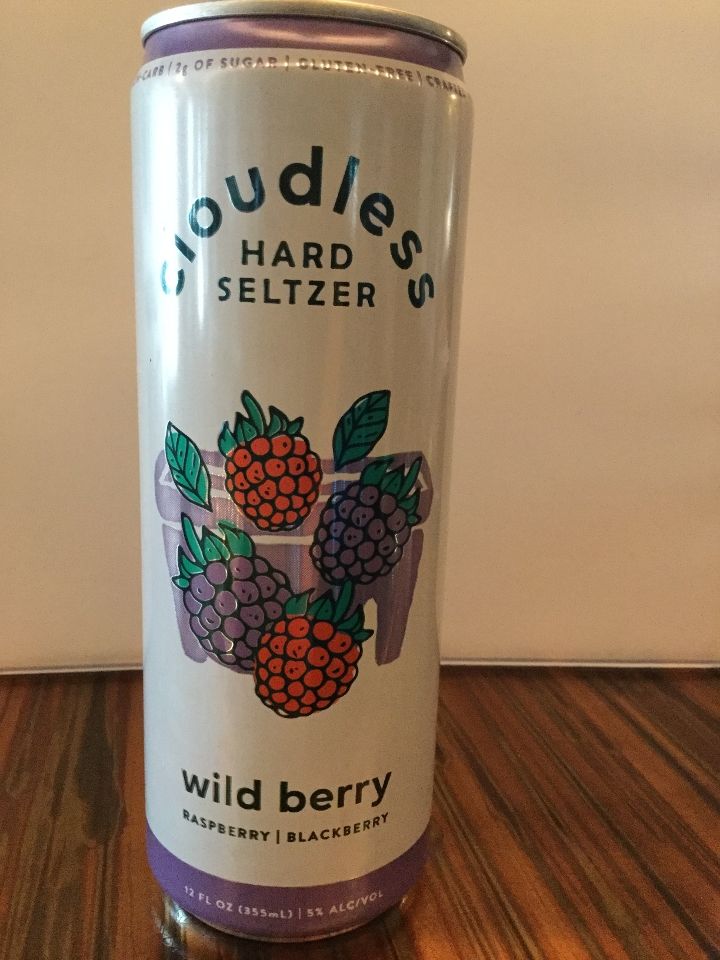 CARB | 2g OF SUGAR | GLUTEN-FREE |
cloudless
HARD
SELTZER
wild berry
RASPBERRY | BLACKBERRY
12 FL OZ (355mL) | 5% ALC/VOL